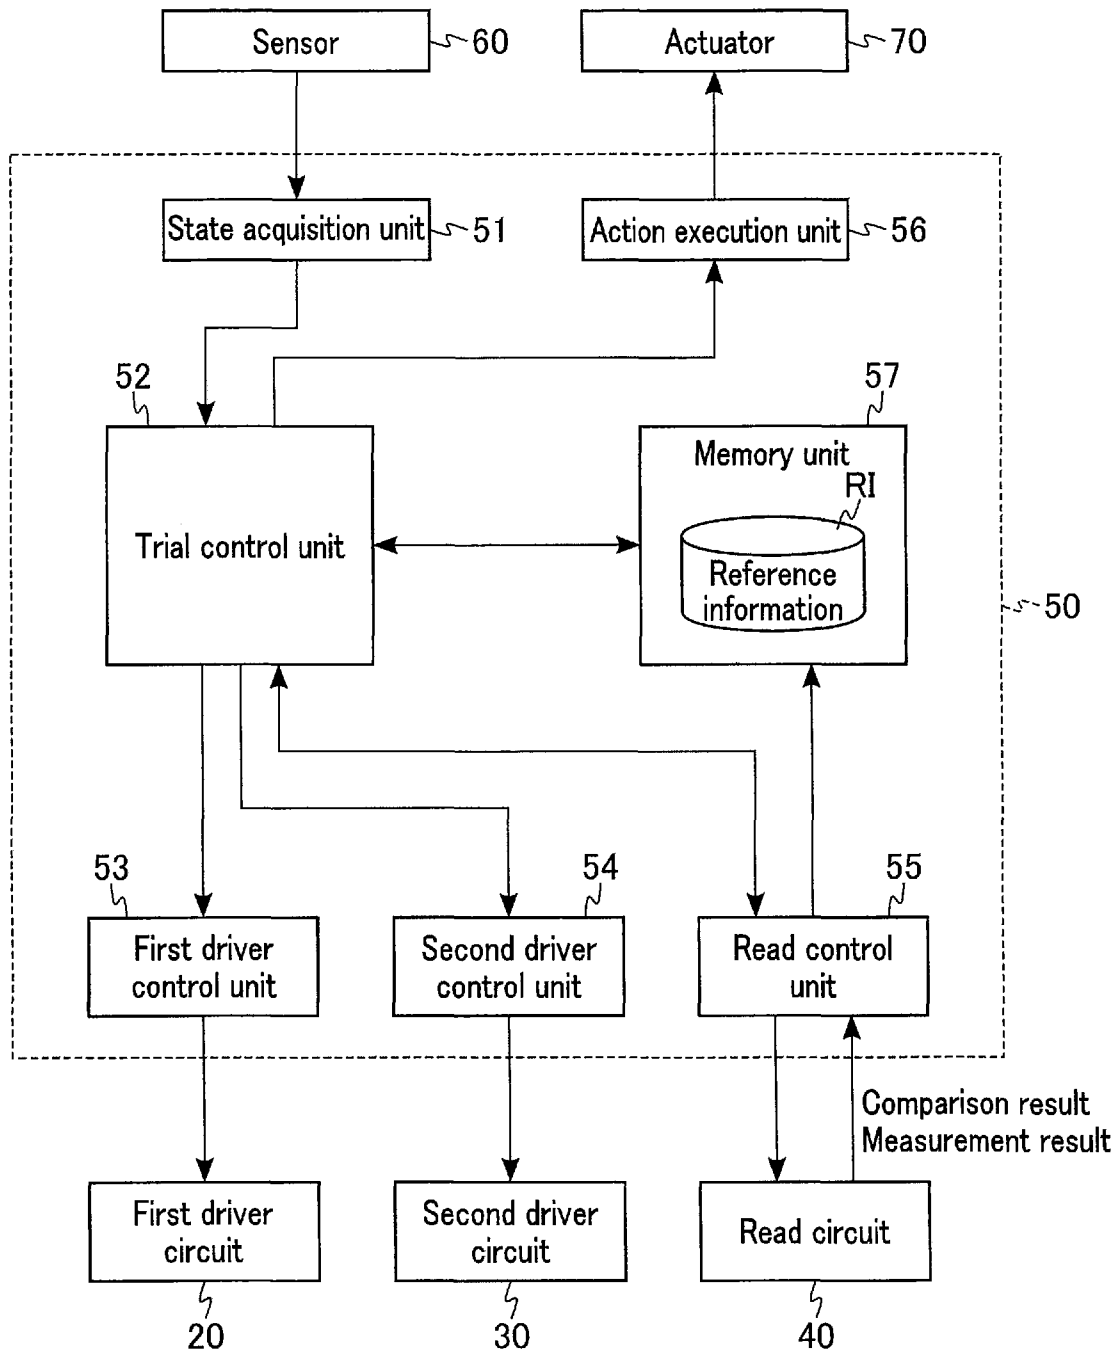 Sensor
60
Actuator
70
State acquisition unit
51
Action execution unit
56
52
57
Trial control unit
Memory unit
RI
Reference
information
50
53
54
55
First driver
control unit
Second driver
control unit
Read control
unit
Comparison result
Measurement result
First driver
circuit
Second driver
circuit
Read circuit
20
30
40